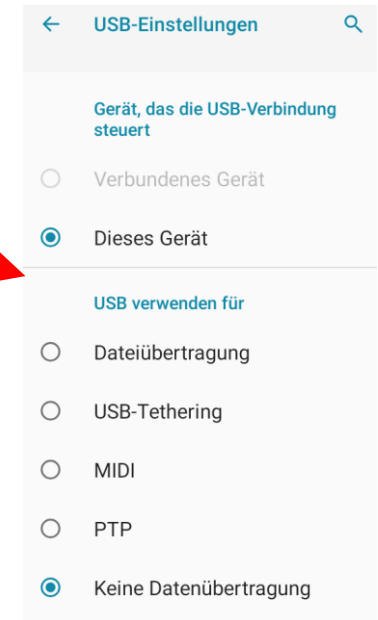 USB-Einstellungen
Gerät, das die USB-Verbindung
steuert
Verbundenes Gerät
Dieses Gerät
USB verwenden für
Dateiübertragung
USB-Tethering
MIDI
PTP
Keine Datenübertragung